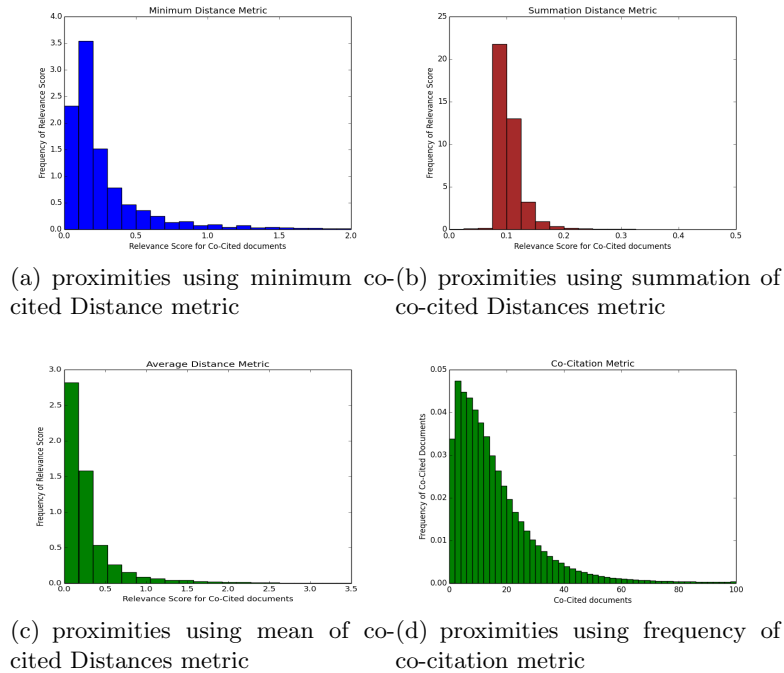 Minimum Distance Metric
4.0
3.5
3.0
2.5
2.0
1.5
1.0
0.5
0.0
Frequency of Relevance Score
0.0 0.5 1.0 1.5 2.0
Relevance Score for Co-Cited documents
(a) proximities using minimum co-
cited Distance metric
Summation Distance Metric
25
20
15
10
5
0
Frequency of Relevance Score
0.0 0.1 0.2 0.3 0.4 0.5
Relevance Score for Co-Cited documents
(b) proximities using summation of
co-cited Distances metric
Average Distance Metric
3.0
2.5
2.0
1.5
1.0
0.5
0.0
Frequency of Relevance Score
0.0 0.5 1.0 1.5 2.0 2.5 3.0 3.5
Relevance Score for Co-Cited documents
(c) proximities using mean of co-
cited Distances metric
Co-Citation Metric
0.05
0.04
0.03
0.02
0.01
0.00
Frequency of Co-Cited Documents
0 20 40 60 80 100
Co-Cited documents
(d) proximities using frequency of
co-citation metric